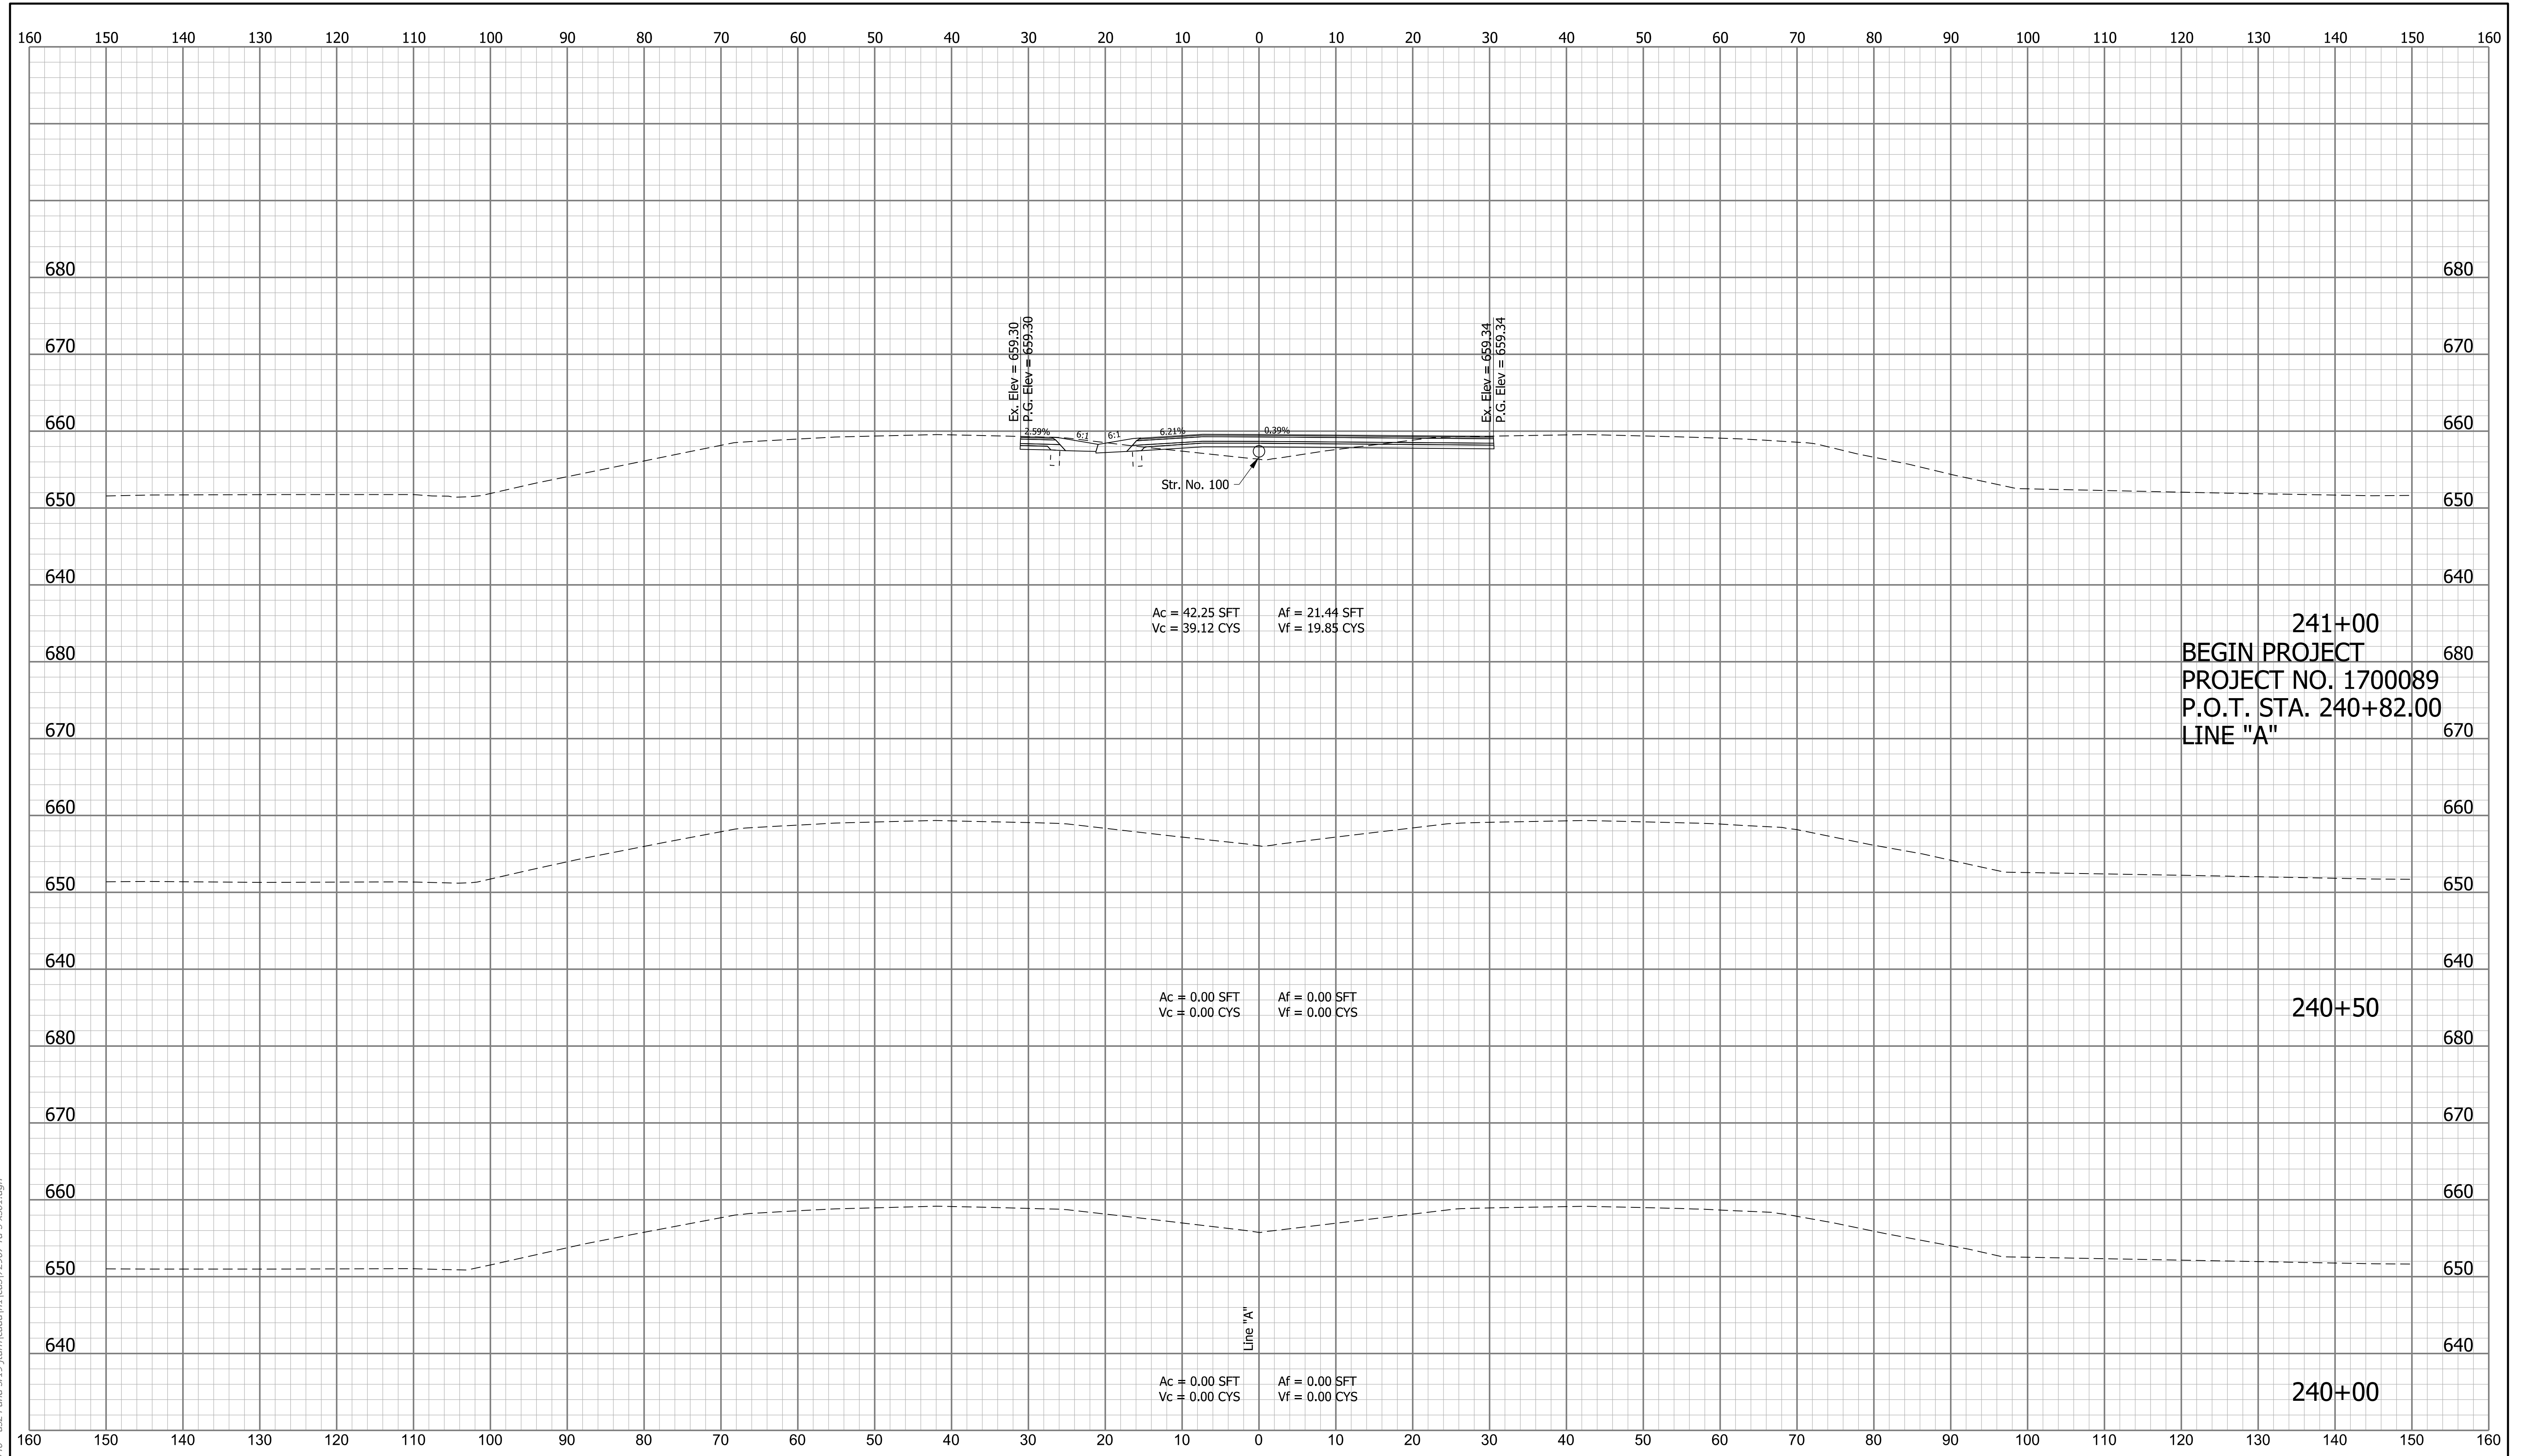 160 150 140 130 120 110 100 90 80 70 60 50 40 30 20 10 0 10 20 30 40 50 60 70 80 90 100 110 120 130 140 150 160
680 680
Ex. Elev = 659.30
P.G. Elev = 659.30
Ex. Elev = 659.34
P.G. Elev = 659.34
670 670
660 660
2.59% 6:1 6:1 6.21% 0.39%
Str. No. 100
650 650
640 640
Ac = 42.25 SFT Af = 21.44 SFT
Vc = 39.12 CYS Vf = 19.85 CYS
241+00
BEGIN PROJECT
PROJECT NO. 1700089
P.O.T. STA. 240+82.00
LINE "A"
680 680
670 670
660 660
650 650
640 640
Ac = 0.00 SFT Af = 0.00 SFT
Vc = 0.00 CYS Vf = 0.00 CYS
240+50
680 680
670 670
660 660
650 650
Line "A"
640 640
Ac = 0.00 SFT Af = 0.00 SFT
Vc = 0.00 CYS Vf = 0.00 CYS
240+00
160 150 140 130 120 110 100 90 80 70 60 50 40 30 20 10 0 10 20 30 40 50 60 70 80 90 100 110 120 130 140 150 160